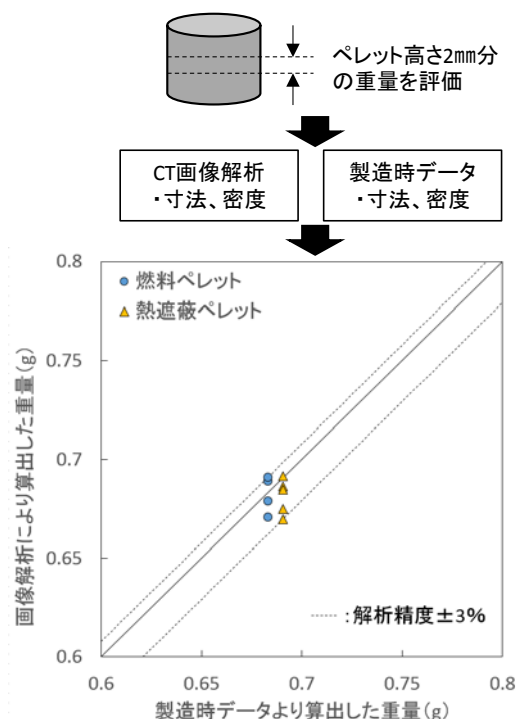 ペレット高さ2mm分
の重量を評価
CT画像解析
・寸法、密度
製造時データ
・寸法、密度
画像解析により算出した重量(g)
0.8
0.75
0.7
0.65
0.6
燃料ペレット
熱遮蔽ペレット
:解析精度±3%
0.6 0.65 0.7 0.75 0.8
製造時データより算出した重量(g)